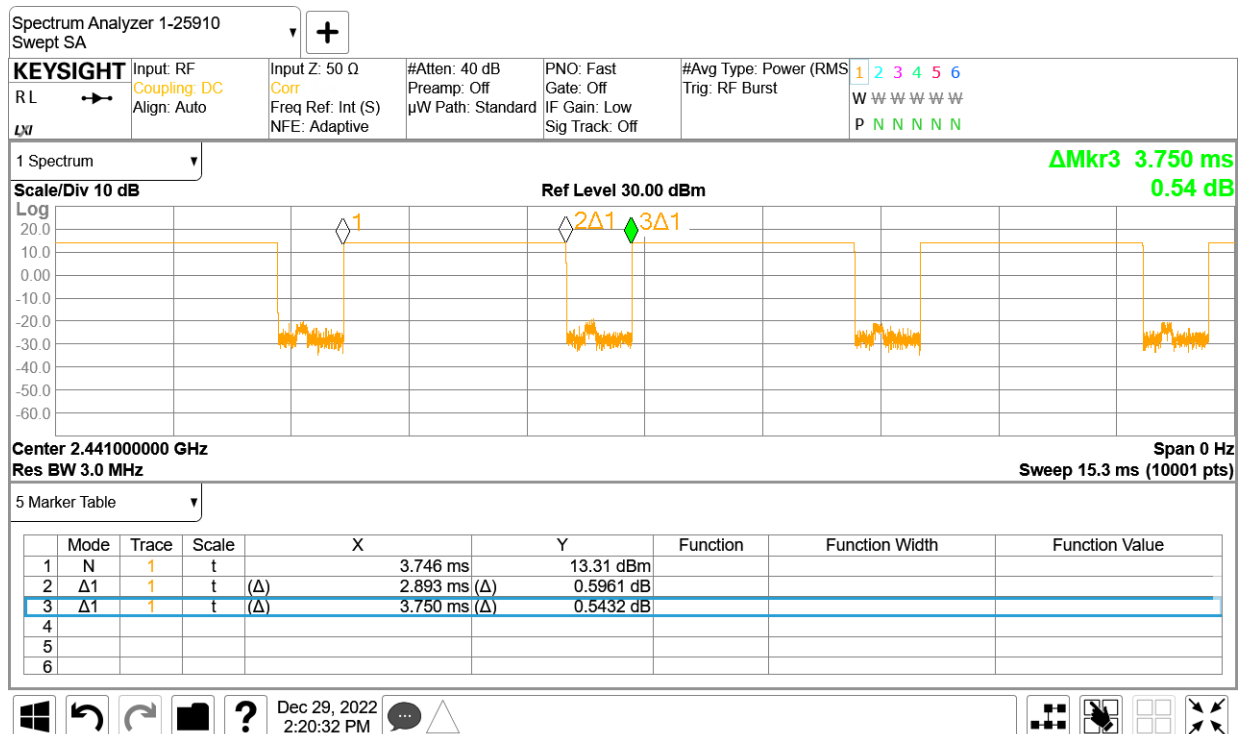 Spectrum Analyzer 1-25910
Swept SA
KEYSIGHT
R L
LXI
Input: RF
Coupling: DC
Align: Auto
Input Z: 50 Ω
Corr
Freq Ref: Int (S)
NFE: Adaptive
#Atten: 40 dB
Preamp: Off
µW Path: Standard
PNO: Fast
Gate: Off
IF Gain: Low
Sig Track: Off
#Avg Type: Power (RMS
Trig: RF Burst
1 2 3 4 5 6
W W W W W W
P N N N N N
1 Spectrum
ΔMkr3 3.750 ms
0.54 dB
Scale/Div 10 dB
Ref Level 30.00 dBm
Log
1
2Δ1
3Δ1
20.0
10.0
0.00
-10.0
-20.0
-30.0
-40.0
-50.0
-60.0
Center 2.441000000 GHz
Span 0 Hz
Res BW 3.0 MHz
Sweep 15.3 ms (10001 pts)
5 Marker Table
Mode Trace Scale X Y Function Function Width Function Value
1 N 1 t 3.746 ms 13.31 dBm
2 Δ1 1 t (Δ) 2.893 ms (Δ) 0.5961 dB
3 Δ1 1 t (Δ) 3.750 ms (Δ) 0.5432 dB
4
5
6
?
Dec 29, 2022
2:20:32 PM